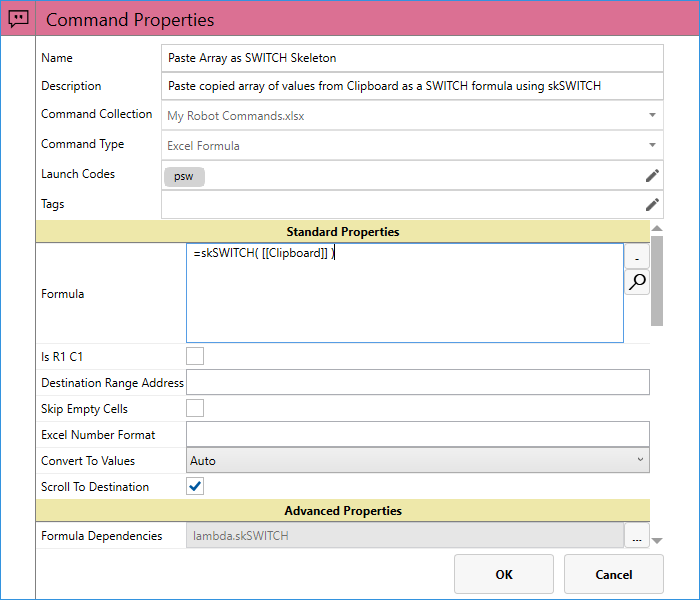 Command Properties
Name Paste Array as SWITCH Skeleton
Description Paste copied array of values from Clipboard as a SWITCH formula using skSWITCH
Command Collection My Robot Commands.xlsx
Command Type Excel Formula
Launch Codes psw
Tags
Standard Properties
Formula =skSWITCH( [[Clipboard]] )
-
Is R1 C1
Destination Range Address
Skip Empty Cells
Excel Number Format
Convert To Values Auto
Scroll To Destination
Advanced Properties
Formula Dependencies lambda.skSWITCH ...
OK Cancel